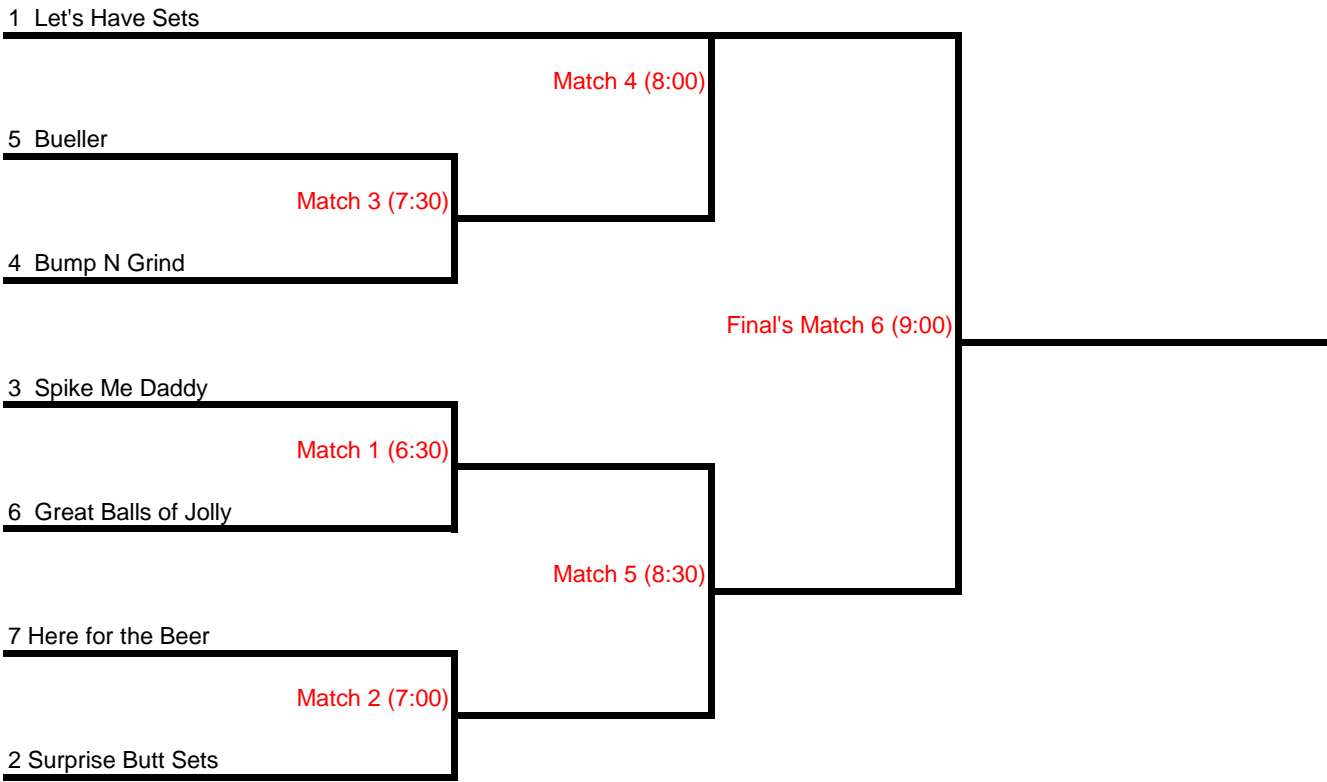 1 Let's Have Sets
Match 4 (8:00)
5 Bueller
Match 3 (7:30)
4 Bump N Grind
Final's Match 6 (9:00)
3 Spike Me Daddy
Match 1 (6:30)
6 Great Balls of Jolly
Match 5 (8:30)
7 Here for the Beer
Match 2 (7:00)
2 Surprise Butt Sets